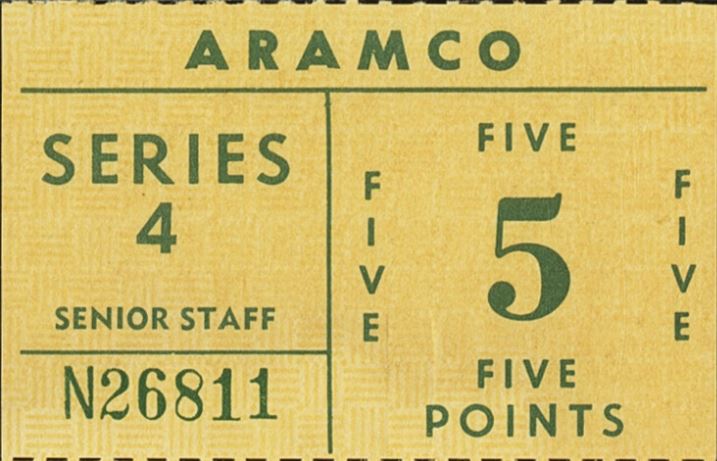 ARAMCO
SERIES
4
SENIOR STAFF
N26811
FIVE
FIVE
5
FIVE
FIVE
POINTS